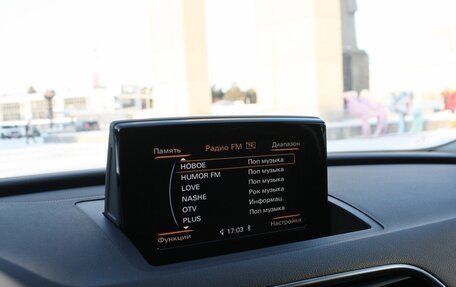 Память Радио FM Диапазон
НОВОЕ Поп музыка
HUMOR FM Поп музыка
LOVE Поп музыка
NASHE Рок музыка
OTV Информац.
PLUS Поп музыка
Функции 17:03 Настройка